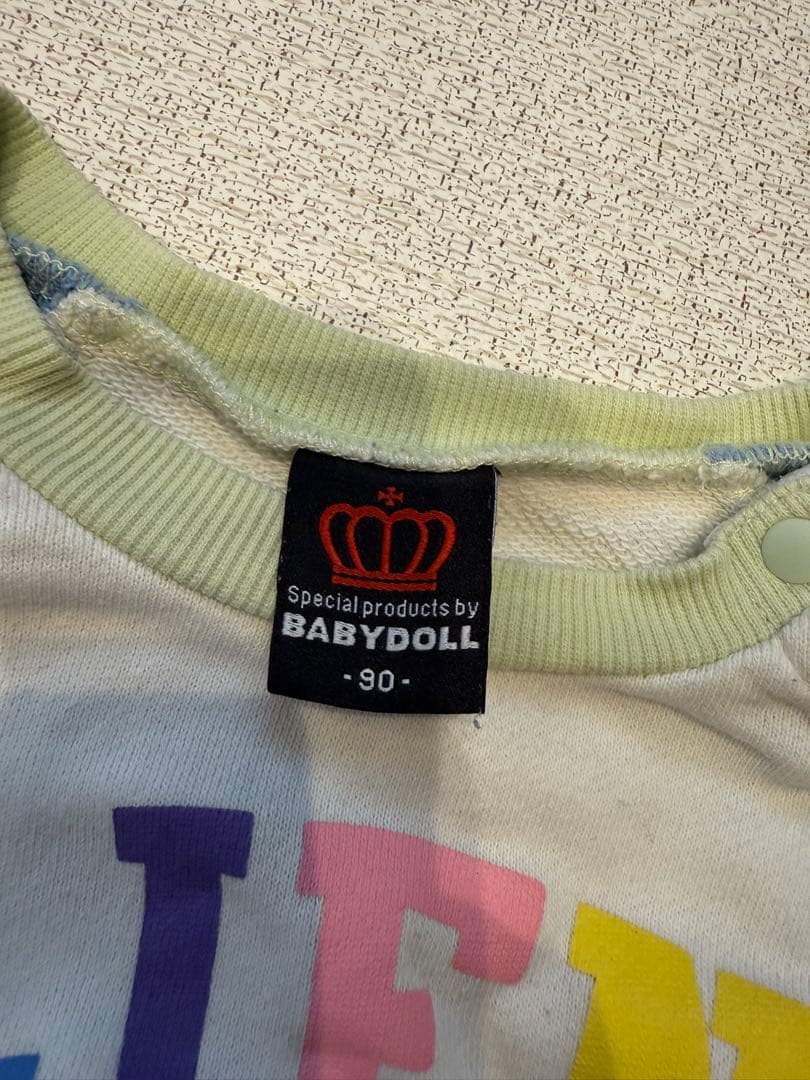 Special products by
BABYDOLL
-90-